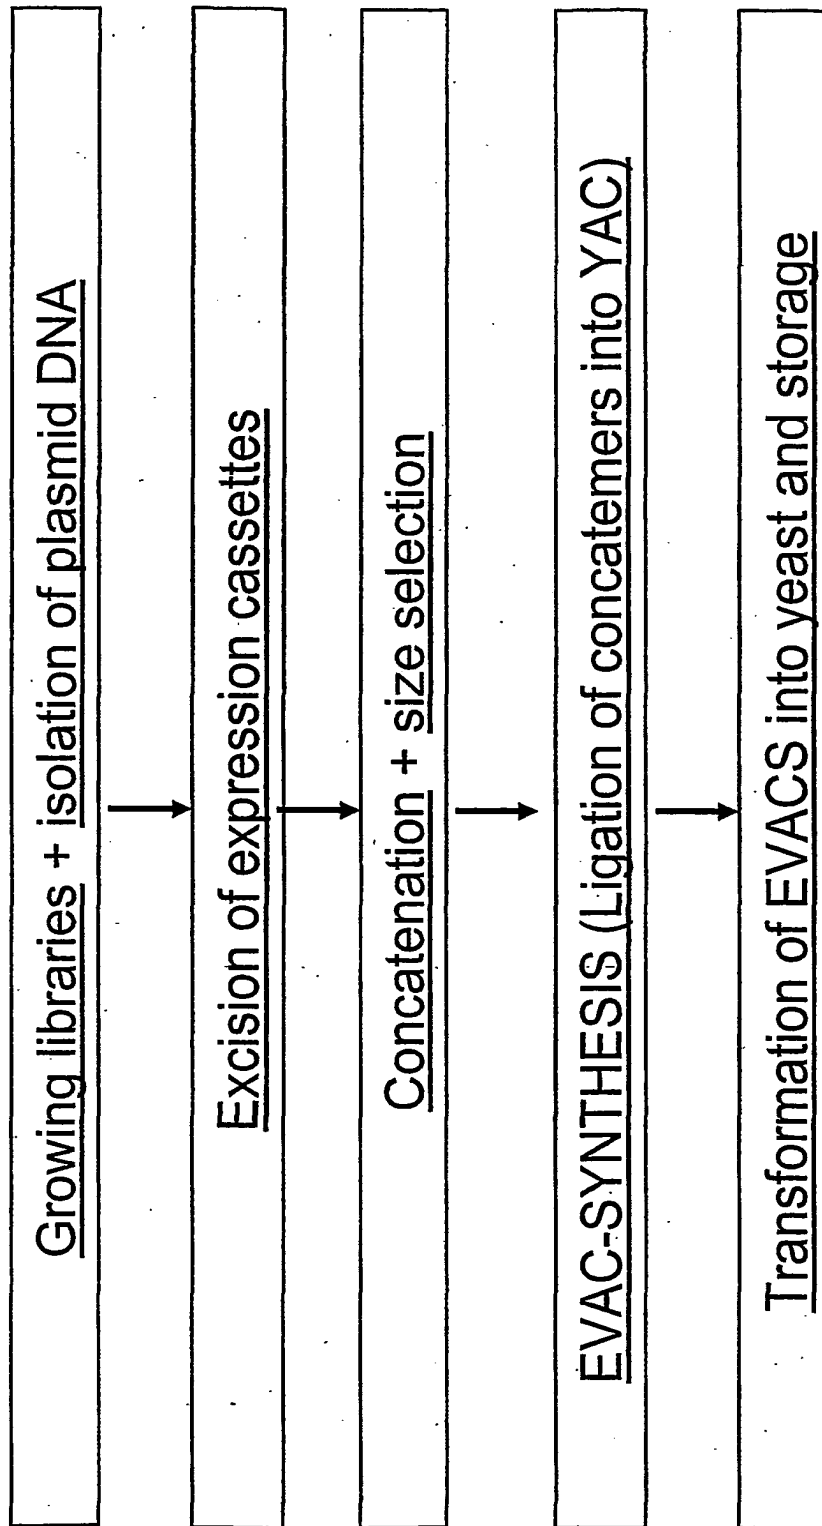 Growing libraries + isolation of plasmid DNA
Excision of expression cassettes
Concatenation + size selection
EVAC-SYNTHESIS (Ligation of concatemers into YAC)
Transformation of EVACS into yeast and storage